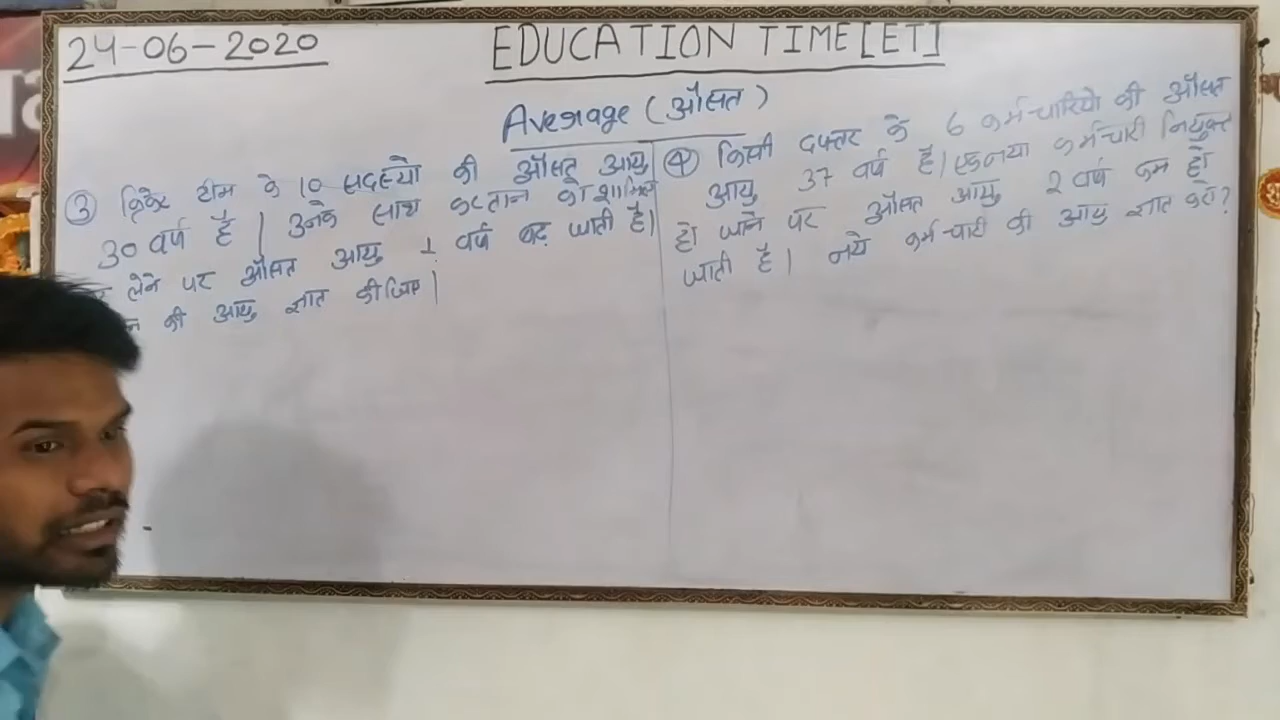 24-06-2020
EDUCATION TIME[ET]
Average (औसत)
③ क्रिकेट टीम के 10 सदस्यो की औसत आयु
30 वर्ष है। उनके साथ कप्तान को शामिल
लेने पर औसत आयु 1 वर्ष बढ़ जाती है।
की आयु ज्ञात कीजिए।
④ किसी दफ्तर के 6 कर्मचारियो की औसत
आयु 37 वर्ष है। एक नया कर्मचारी नियुक्त
हो जाने पर औसत आयु 2 वर्ष कम हो
जाती है। नये कर्मचारी की आयु ज्ञात करो?